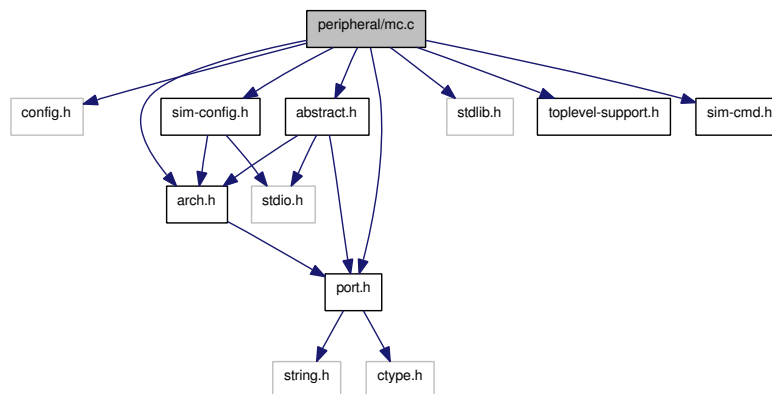 peripheral/mc.c
config.h
sim-config.h
abstract.h
stdlib.h
toplevel-support.h
sim-cmd.h
arch.h
stdio.h
port.h
string.h
ctype.h